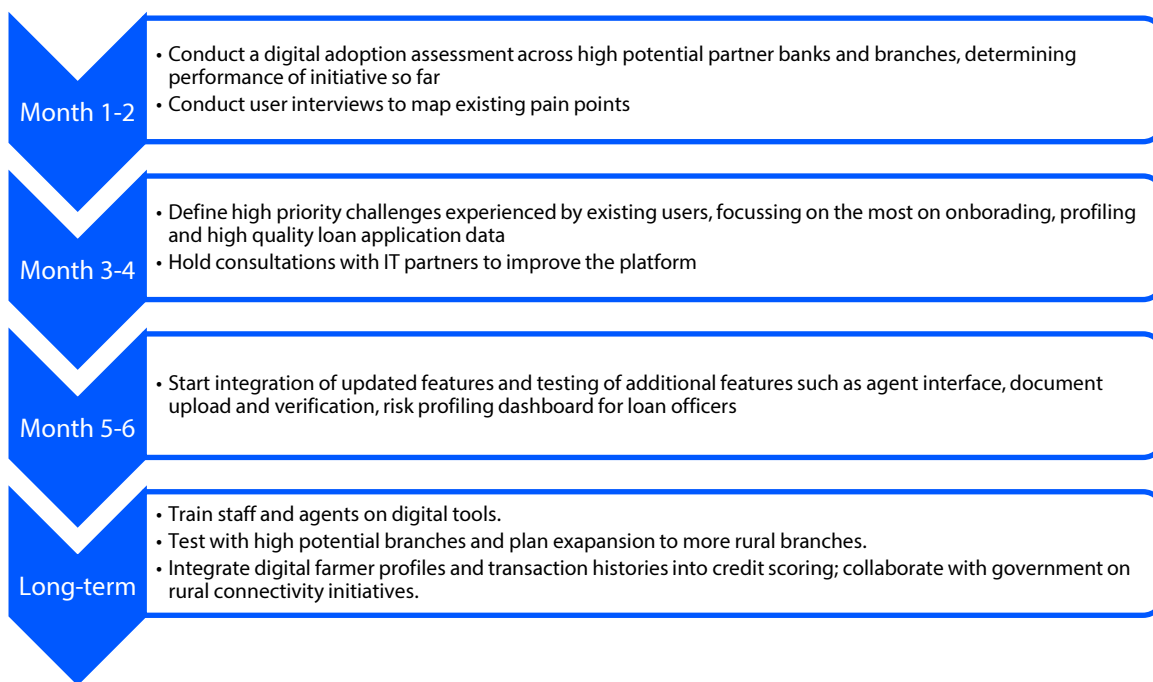 Month 1-2
• Conduct a digital adoption assessment across high potential partner banks and branches, determining
performance of initiative so far
• Conduct user interviews to map existing pain points
Month 3-4
• Define high priority challenges experienced by existing users, focussing on the most on onborading, profiling
and high quality loan application data
• Hold consultations with IT partners to improve the platform
Month 5-6
• Start integration of updated features and testing of additional features such as agent interface, document
upload and verification, risk profiling dashboard for loan officers
Long-term
• Train staff and agents on digital tools.
• Test with high potential branches and plan exapansion to more rural branches.
• Integrate digital farmer profiles and transaction histories into credit scoring; collaborate with government on
rural connectivity initiatives.